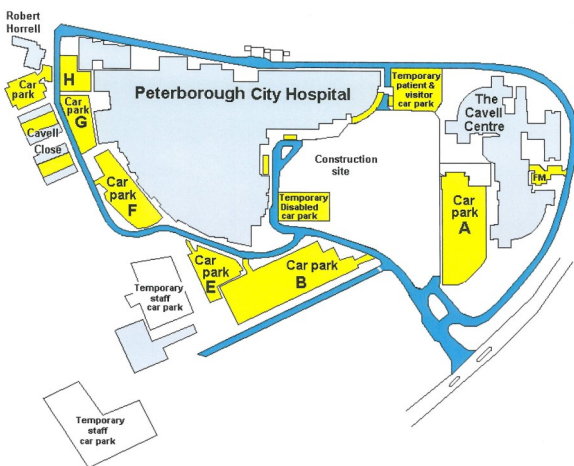 Robert
Horrell
Car
park
H
Car
park
G
Cavell
Close
Peterborough City Hospital
Temporary
patient &
visitor
car park
The
Cavell
Centre
FM
Construction
site
Car
park
F
Temporary
Disabled
car park
Car
park
A
Car
park
E
Car park
B
Temporary
staff
car park
Temporary
staff
car park